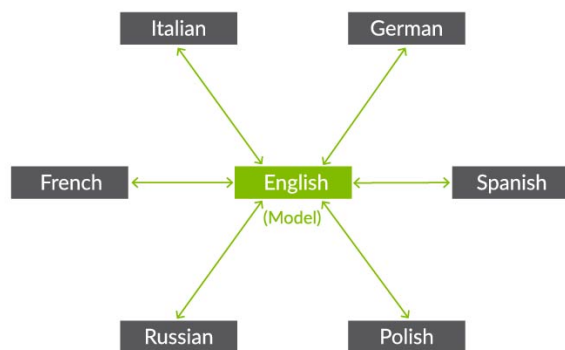 Italian
German
French
English
Spanish
(Model)
Russian
Polish